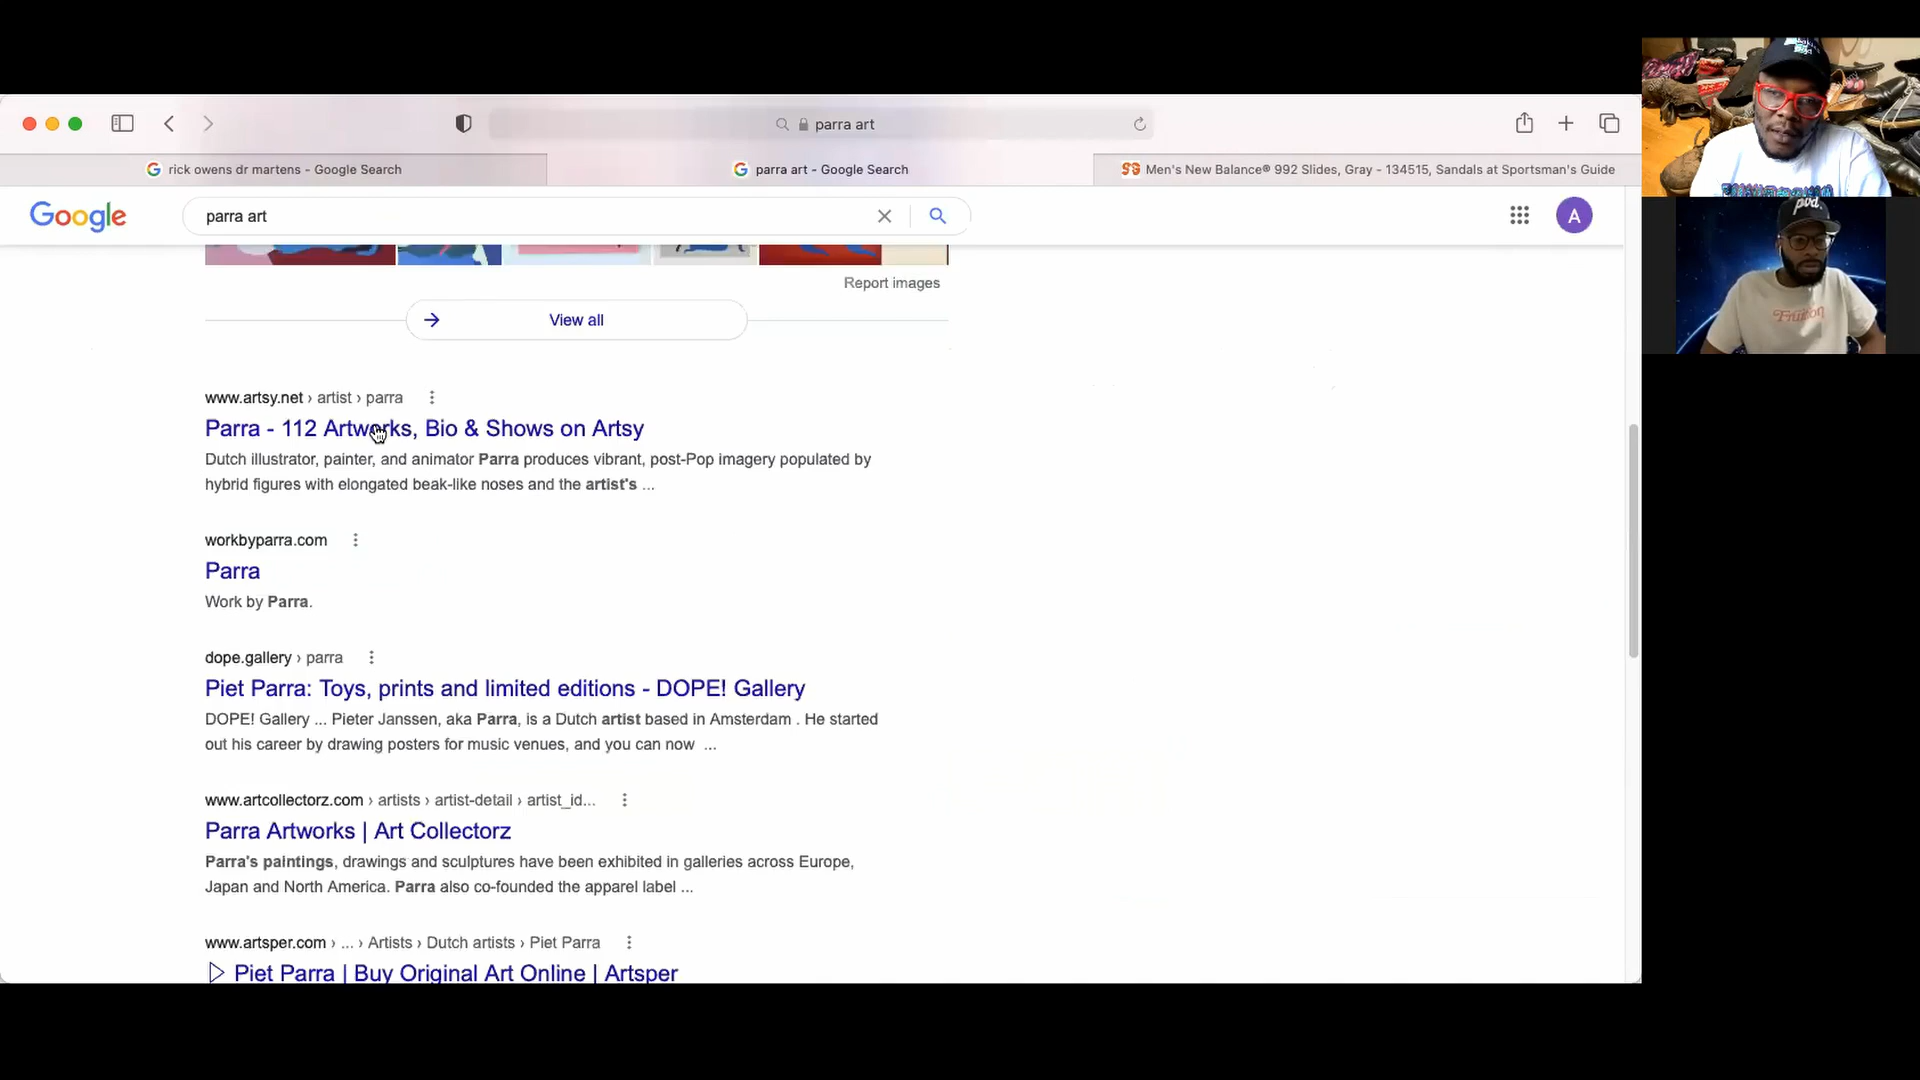 parra art
rick owens dr martens - Google Search
parra art - Google Search
Men's New Balance® 992 Slides, Gray - 134515, Sandals at Sportsman's Guide
Google
parra art
A
Report images
View all
www.artsy.net › artist › parra
Parra - 112 Artworks, Bio & Shows on Artsy
Dutch illustrator, painter, and animator Parra produces vibrant, post-Pop imagery populated by
hybrid figures with elongated beak-like noses and the artist's ...
workbyparra.com
Parra
Work by Parra.
dope.gallery › parra
Piet Parra: Toys, prints and limited editions - DOPE! Gallery
DOPE! Gallery ... Pieter Janssen, aka Parra, is a Dutch artist based in Amsterdam . He started
out his career by drawing posters for music venues, and you can now ...
www.artcollectorz.com › artists › artist-detail › artist_id...
Parra Artworks | Art Collectorz
Parra's paintings, drawings and sculptures have been exhibited in galleries across Europe,
Japan and North America. Parra also co-founded the apparel label ...
www.artsper.com › ... › Artists › Dutch artists › Piet Parra
Piet Parra | Buy Original Art Online | Artsper
pod.
Fruition